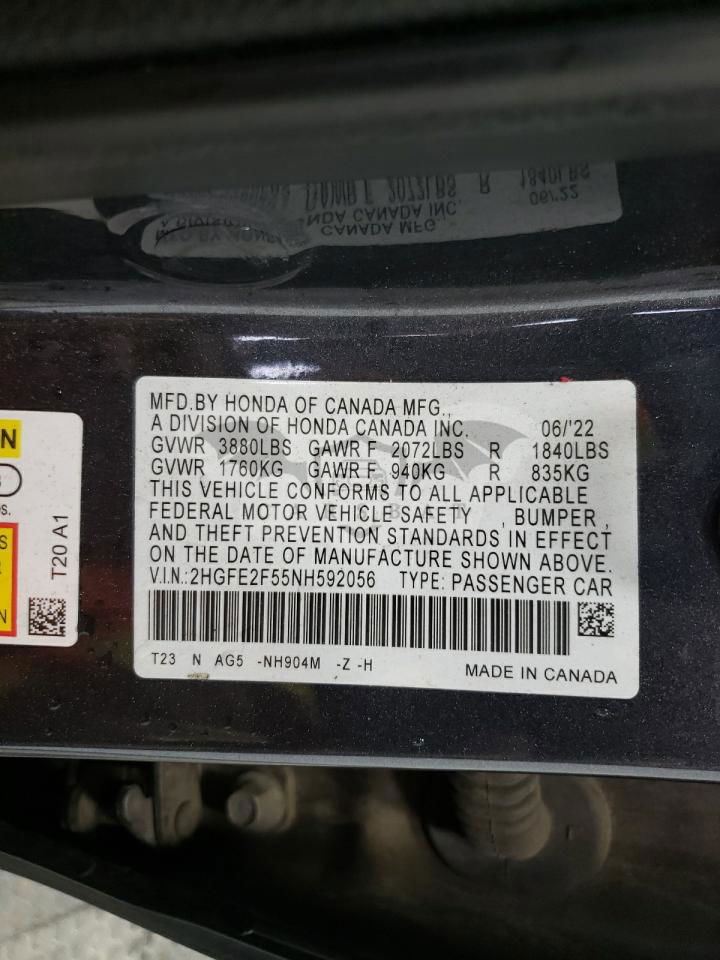 MFD.BY HONDA OF CANADA MFG.,
A DIVISION OF HONDA CANADA INC. 06/'22
GVWR 3880LBS GAWR F 2072LBS R 1840LBS
GVWR 1760KG GAWR F 940KG R 835KG
THIS VEHICLE CONFORMS TO ALL APPLICABLE
FEDERAL MOTOR VEHICLE SAFETY , BUMPER ,
AND THEFT PREVENTION STANDARDS IN EFFECT
ON THE DATE OF MANUFACTURE SHOWN ABOVE.
V.I.N.:2HGFE2F55NH592056 TYPE: PASSENGER CAR
T23 N AG5 -NH904M -Z -H
MADE IN CANADA
T20 A1